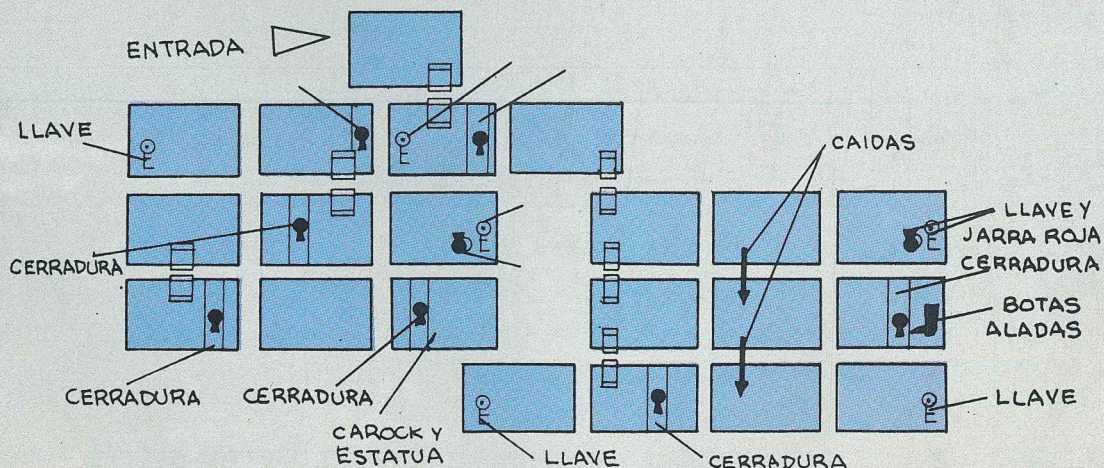 ENTRADA
LLAVE
CAIDAS
LLAVE Y
JARRA ROJA
CERRADURA
CERRADURA
BOTAS
ALADAS
CERRADURA
CERRADURA
CAROCK Y
ESTATUA
LLAVE
CERRADURA
LLAVE